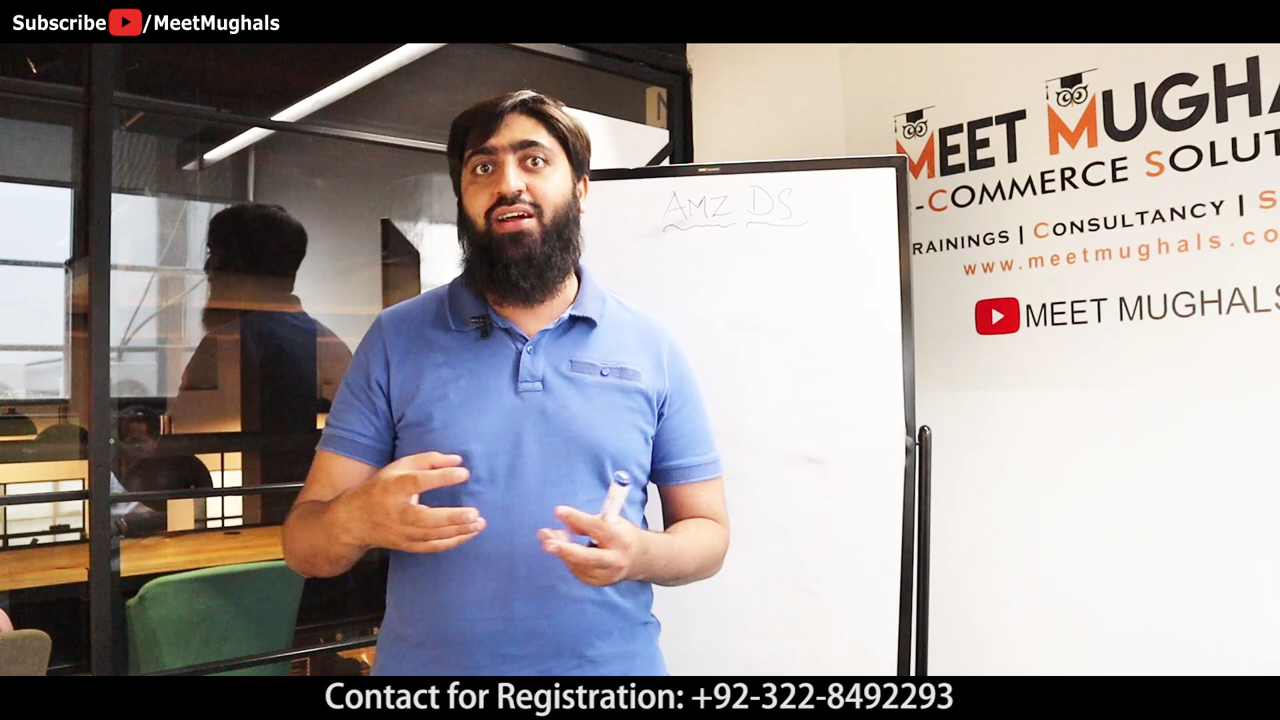 Subscribe /MeetMughals
AMZ DS
MEET MUGHA
-COMMERCE SOLUT
RAININGS | CONSULTANCY | S
www.meetmughals.co
MEET MUGHALS
Contact for Registration: +92-322-8492293